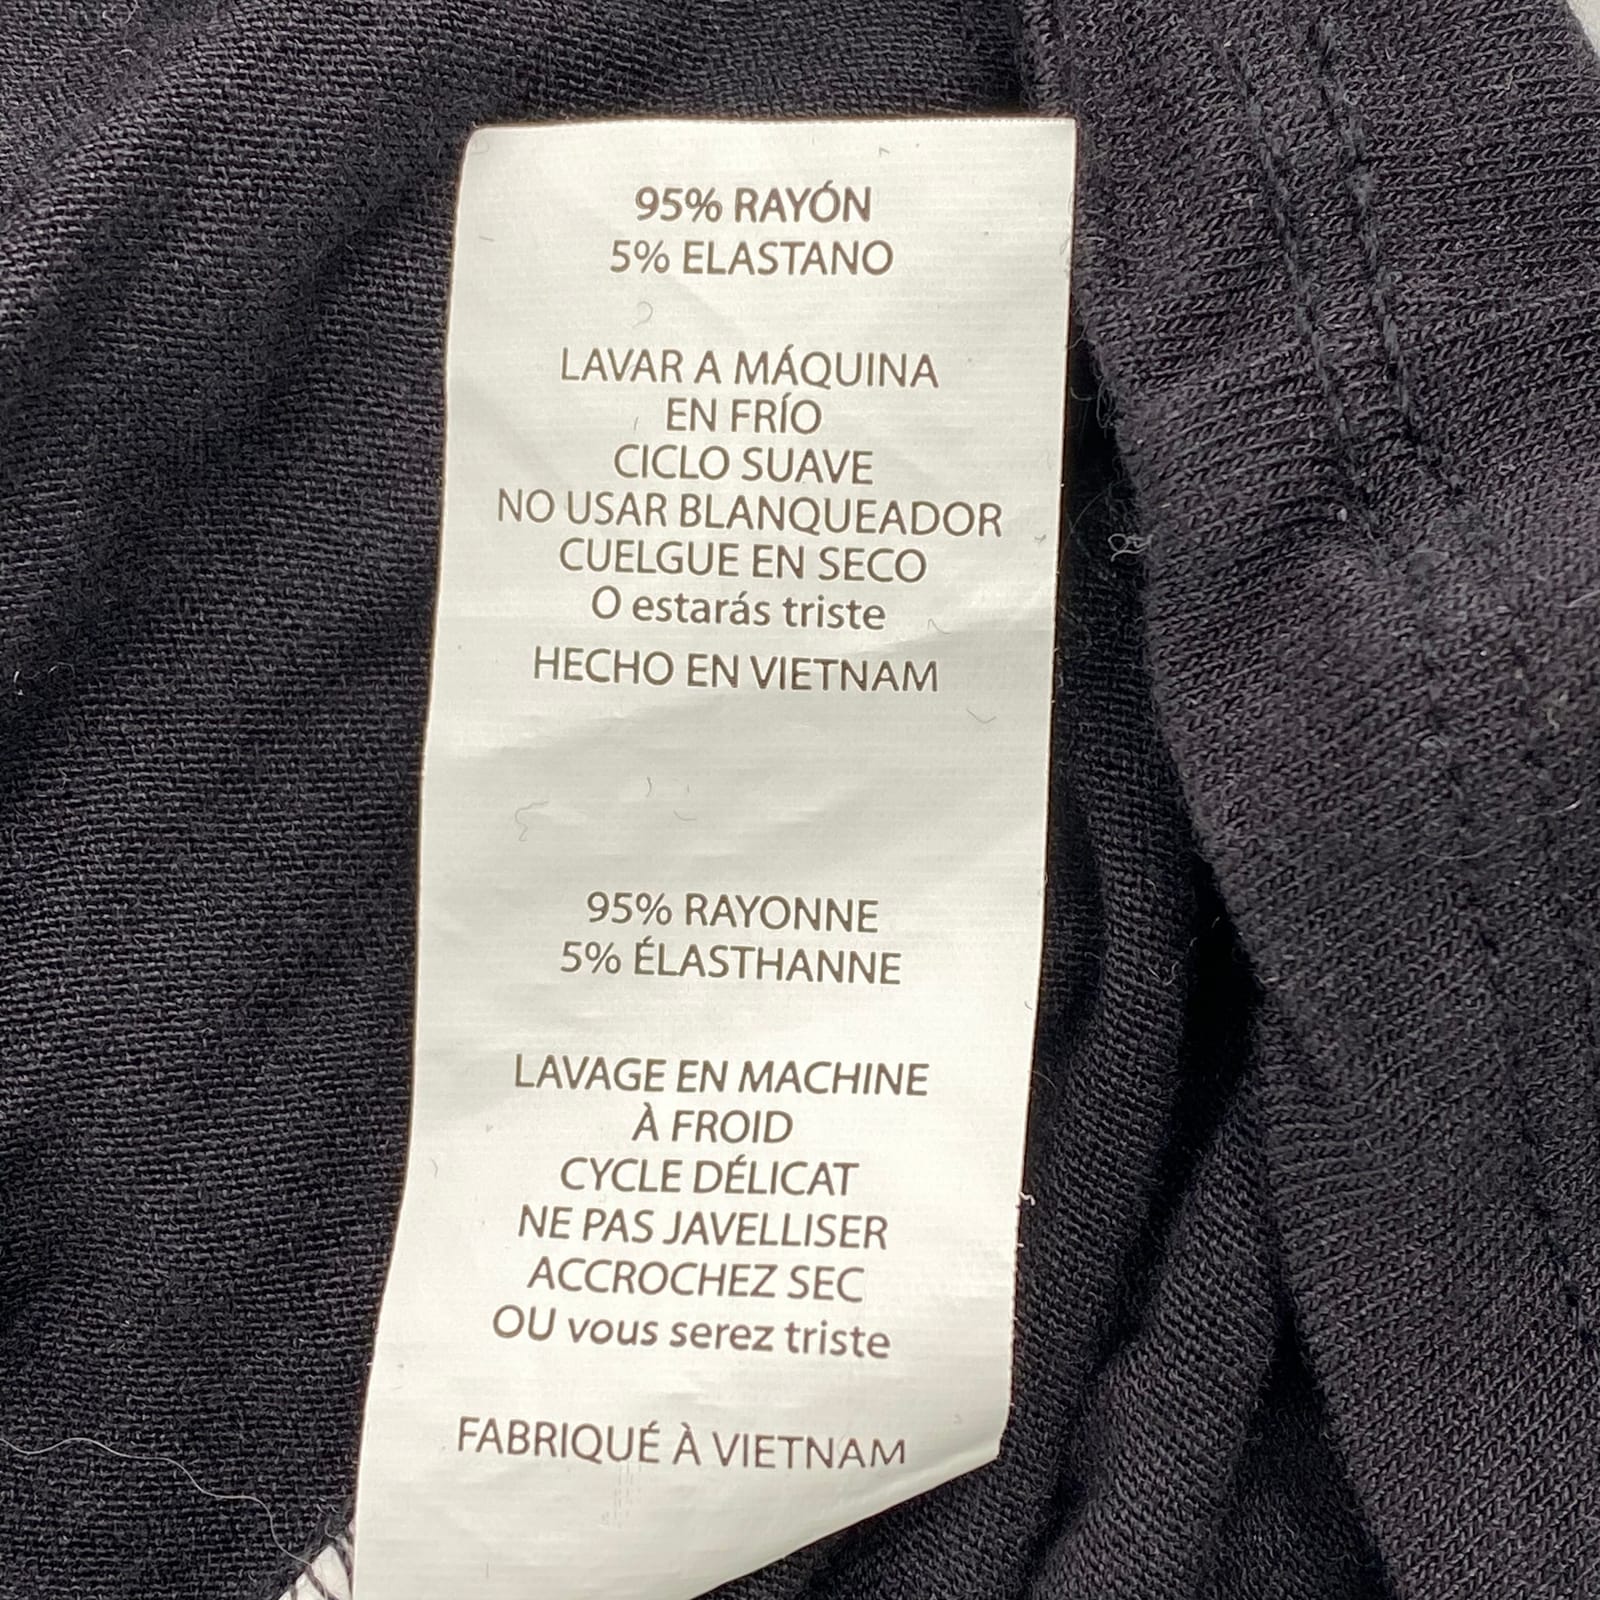 95% RAYÓN
5% ELASTANO
LAVAR A MÁQUINA
EN FRÍO
CICLO SUAVE
NO USAR BLANQUEADOR
CUELGUE EN SECO
O estarás triste
HECHO EN VIETNAM
95% RAYONNE
5% ÉLASTHANNE
LAVAGE EN MACHINE
À FROID
CYCLE DÉLICAT
NE PAS JAVELLISER
ACCROCHEZ SEC
OU vous serez triste
FABRIQUÉ À VIETNAM